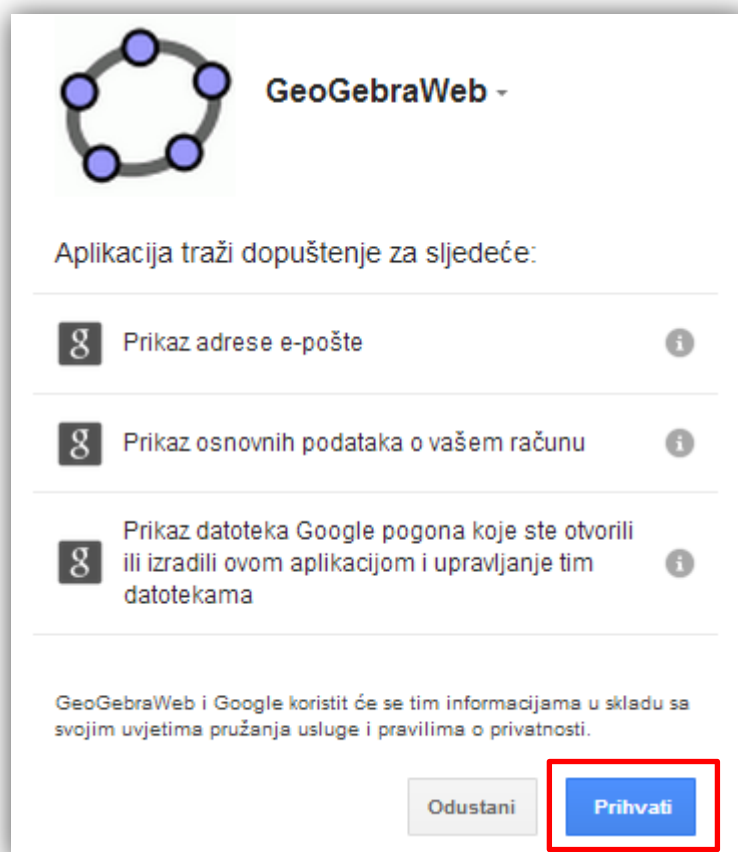 GeoGebraWeb
Aplikacija traži dopuštenje za sljedeće:
g Prikaz adrese e-pošte i
g Prikaz osnovnih podataka o vašem računu i
Prikaz datoteka Google pogona koje ste otvorili
g ili izradili ovom aplikacijom i upravljanje tim i
datotekama
GeoGebraWeb i Google koristit će se tim informacijama u skladu sa
svojim uvjetima pružanja usluge i pravilima o privatnosti.
Odustani Prihvati